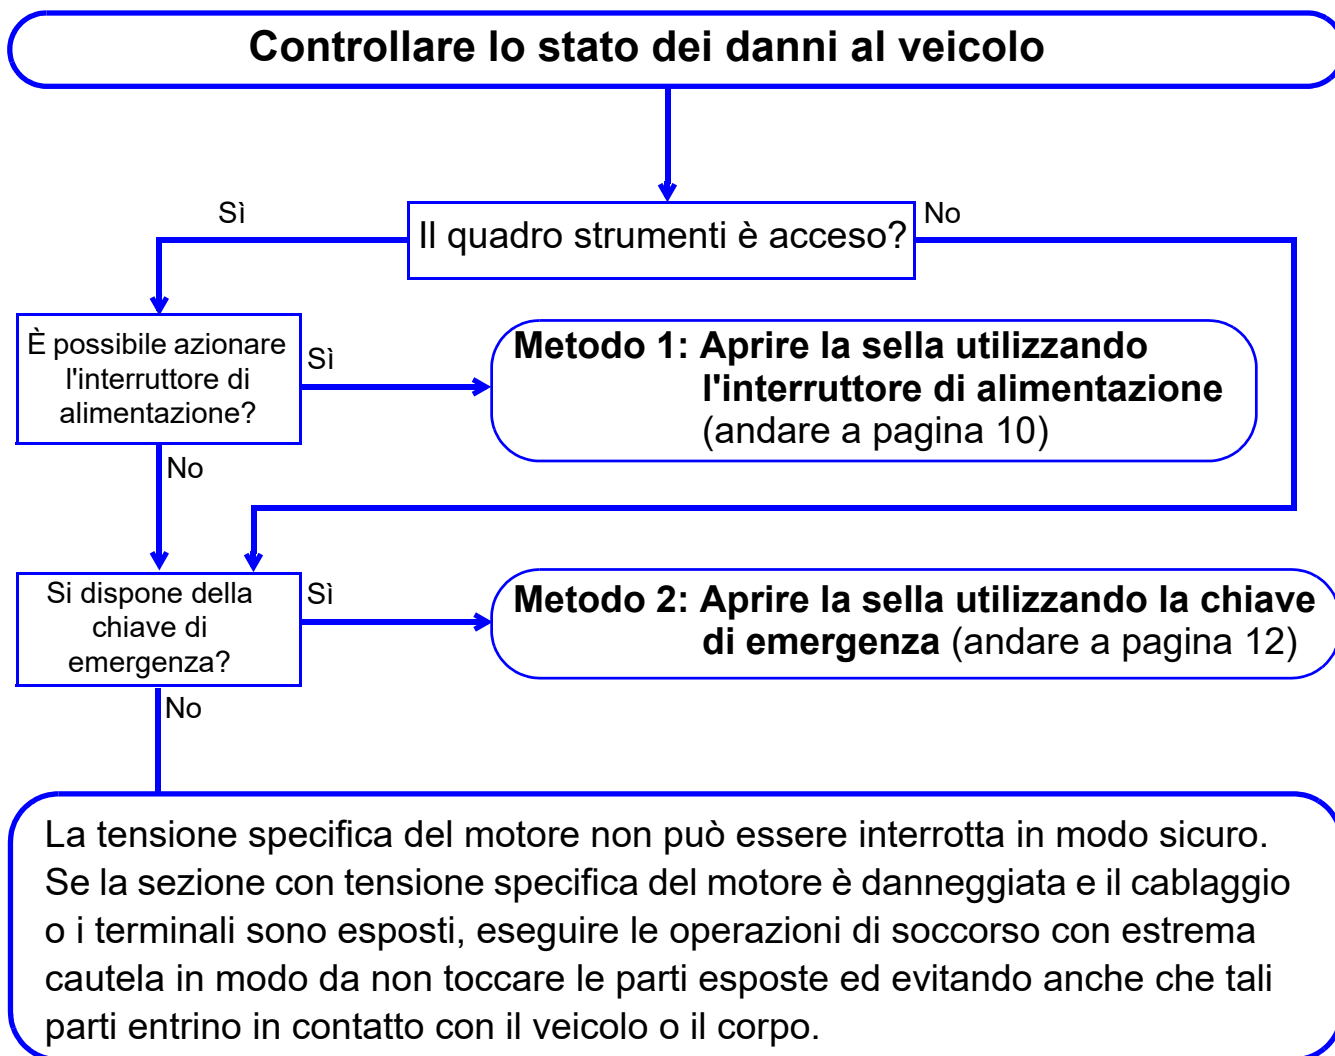 Controllare lo stato dei danni al veicolo
Sì
Il quadro strumenti è acceso?
No
È possibile azionare
l'interruttore di
alimentazione?
Sì
Metodo 1: Aprire la sella utilizzando
l'interruttore di alimentazione
(andare a pagina 10)
No
Si dispone della
chiave di
emergenza?
Sì
Metodo 2: Aprire la sella utilizzando la chiave
di emergenza (andare a pagina 12)
No
La tensione specifica del motore non può essere interrotta in modo sicuro.
Se la sezione con tensione specifica del motore è danneggiata e il cablaggio
o i terminali sono esposti, eseguire le operazioni di soccorso con estrema
cautela in modo da non toccare le parti esposte ed evitando anche che tali
parti entrino in contatto con il veicolo o il corpo.